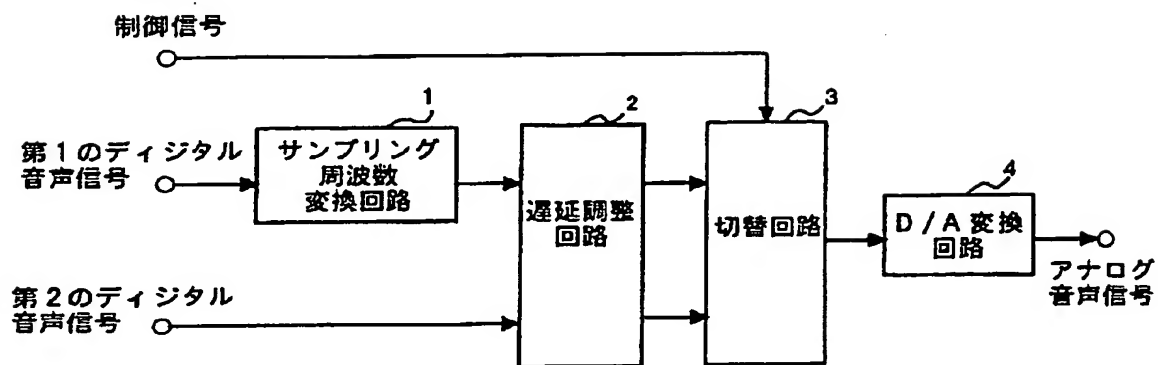 制御信号
1
2
3
第1のディジタル
音声信号
サンプリング
周波数
変換回路
4
遅延調整
回路
切替回路
D/A変換
回路
アナログ
音声信号
第2のディジタル
音声信号